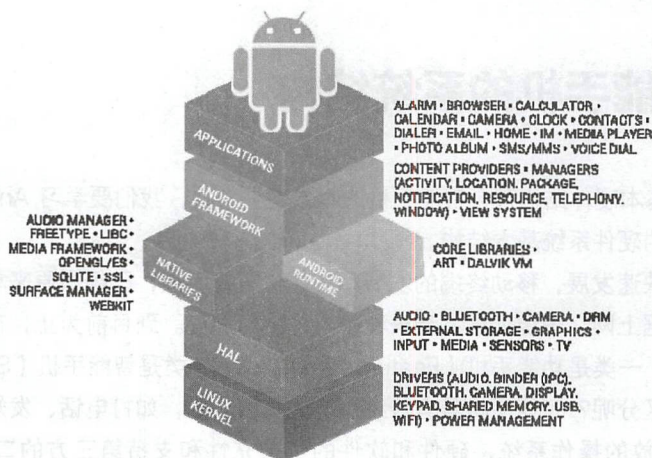 APPLICATIONS
ALARM • BROWSER • CALCULATOR •
CALENDAR • CAMERA • CLOCK • CONTACTS •
DIALER • EMAIL • HOME • IM • MEDIA PLAYER
• PHOTO ALBUM • SMS/MMS • VOICE DIAL
ANDROID
FRAMEWORK
CONTENT PROVIDERS • MANAGERS
(ACTIVITY, LOCATION, PACKAGE,
NOTIFICATION, RESOURCE, TELEPHONY,
WINDOW) • VIEW SYSTEM
AUDIO MANAGER •
FREETYPE • LIBC •
MEDIA FRAMEWORK •
OPENGL/ES •
SQLITE • SSL •
SURFACE MANAGER •
WEBKIT
NATIVE
LIBRARIES
ANDROID
RUNTIME
CORE LIBRARIES •
ART • DALVIK VM
HAL
AUDIO • BLUETOOTH • CAMERA • DRM
• EXTERNAL STORAGE • GRAPHICS •
INPUT • MEDIA • SENSORS • TV
LINUX
KERNEL
DRIVERS (AUDIO, BINDER (IPC),
BLUETOOTH, CAMERA, DISPLAY,
KEYPAD, SHARED MEMORY, USB,
WIFI) • POWER MANAGEMENT